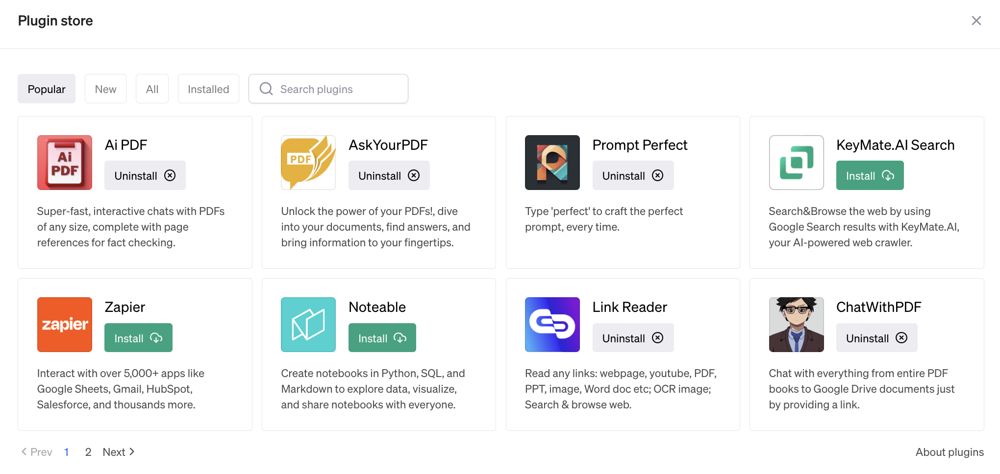 Plugin store
Popular
New
All
Installed
Search plugins
Ai PDF
Ai PDF
Uninstall
Super-fast, interactive chats with PDFs
of any size, complete with page
references for fact checking.
PDF
AskYourPDF
Uninstall
Unlock the power of your PDFs!, dive
into your documents, find answers, and
bring information to your fingertips.
Prompt Perfect
Uninstall
Type 'perfect' to craft the perfect
prompt, every time.
KeyMate.AI Search
Install
Search&Browse the web by using
Google Search results with KeyMate.AI,
your AI-powered web crawler.
zapier
Zapier
Install
Interact with over 5,000+ apps like
Google Sheets, Gmail, HubSpot,
Salesforce, and thousands more.
Noteable
Install
Create notebooks in Python, SQL, and
Markdown to explore data, visualize,
and share notebooks with everyone.
Link Reader
Uninstall
Read any links: webpage, youtube, PDF,
PPT, image, Word doc etc; OCR image;
Search & browse web.
ChatWithPDF
Uninstall
Chat with everything from entire PDF
books to Google Drive documents just
by providing a link.
Prev 1 2 Next
About plugins